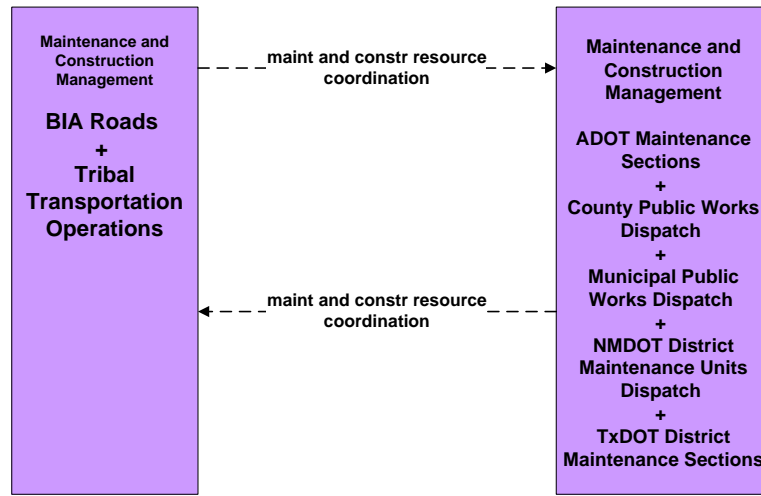 Maintenance and
Construction
Management
BIA Roads
+
Tribal
Transportation
Operations
maint and constr resource
coordination
maint and constr resource
coordination
Maintenance and
Construction
Management
ADOT Maintenance
Sections
+
County Public Works
Dispatch
+
Municipal Public
Works Dispatch
+
NMDOT District
Maintenance Units
Dispatch
+
TxDOT District
Maintenance Sections